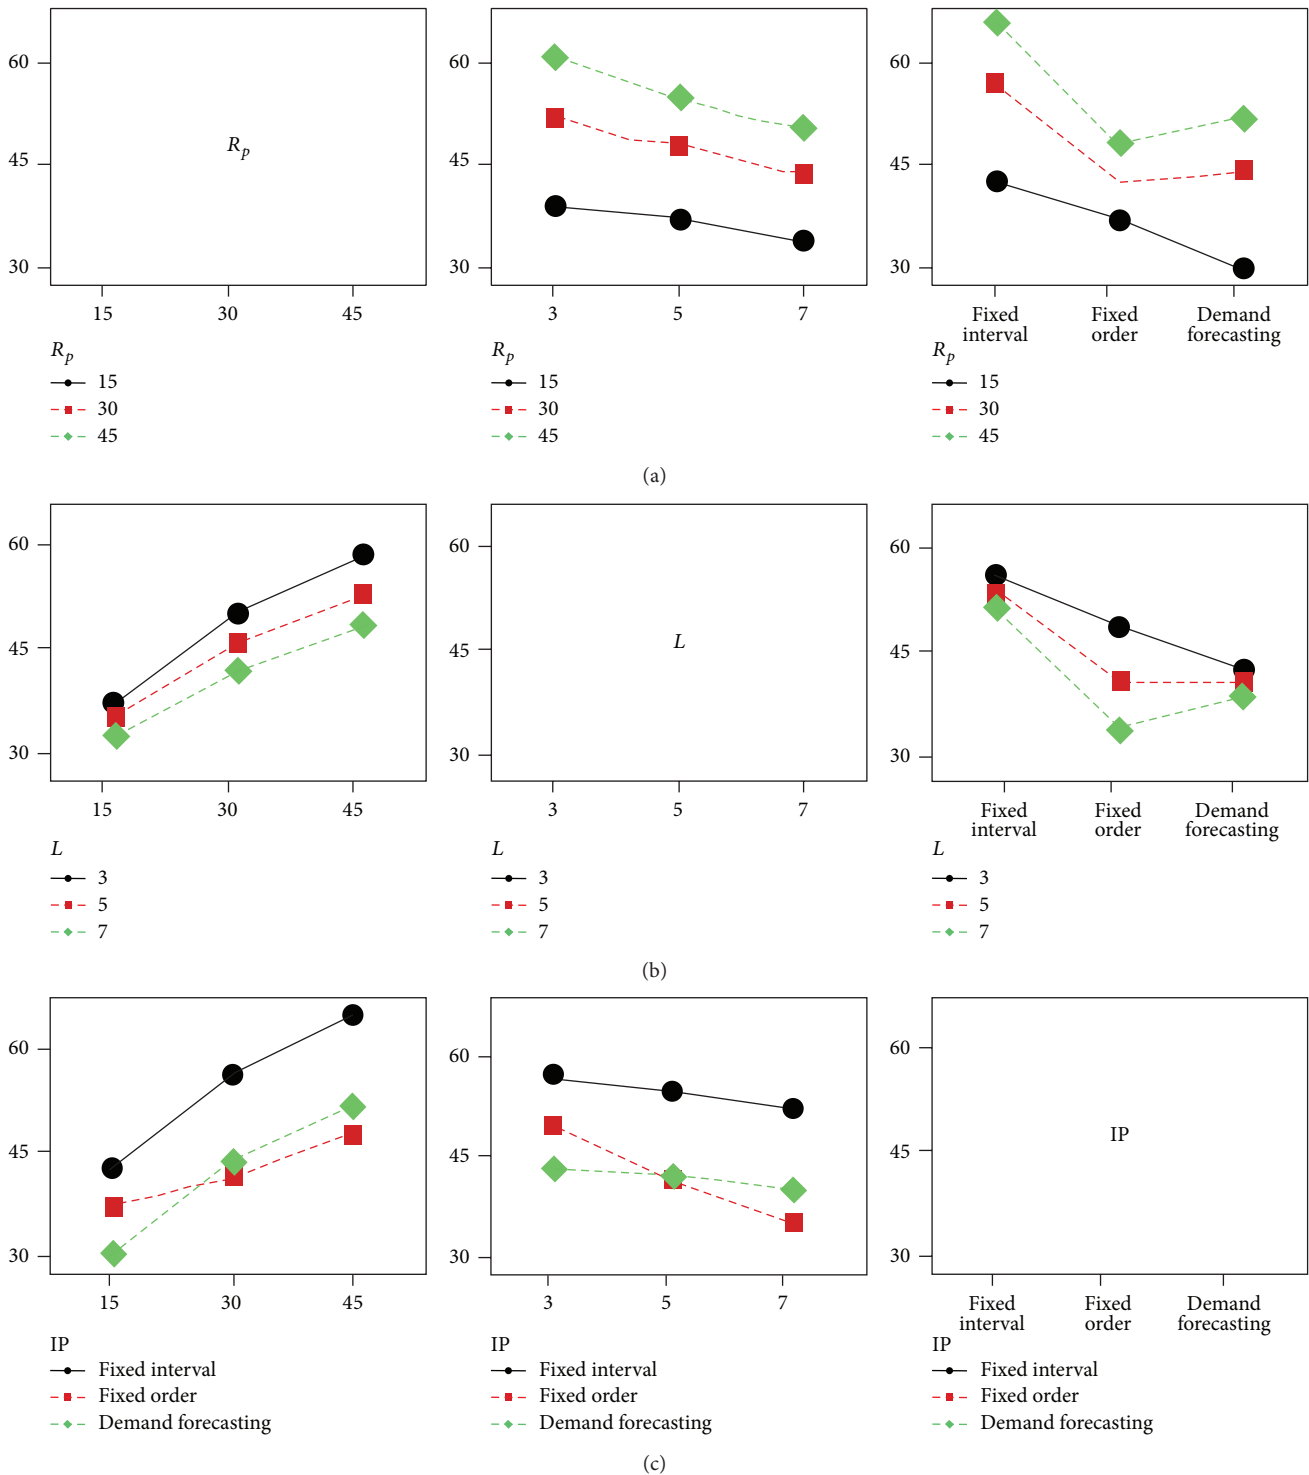 60
45
30
R_p
15 30 45
R_p
15
30
45
60
45
30
3 5 7
R_p
15
30
45
60
45
30
Fixed interval
Fixed order
Demand forecasting
R_p
15
30
45
(a)
60
45
30
15 30 45
L
3
5
7
60
45
30
L
3 5 7
L
3
5
7
60
45
30
Fixed interval
Fixed order
Demand forecasting
L
3
5
7
(b)
60
45
30
15 30 45
IP
Fixed interval
Fixed order
Demand forecasting
60
45
30
3 5 7
IP
Fixed interval
Fixed order
Demand forecasting
60
45
30
IP
Fixed interval
Fixed order
Demand forecasting
IP
Fixed interval
Fixed order
Demand forecasting
(c)